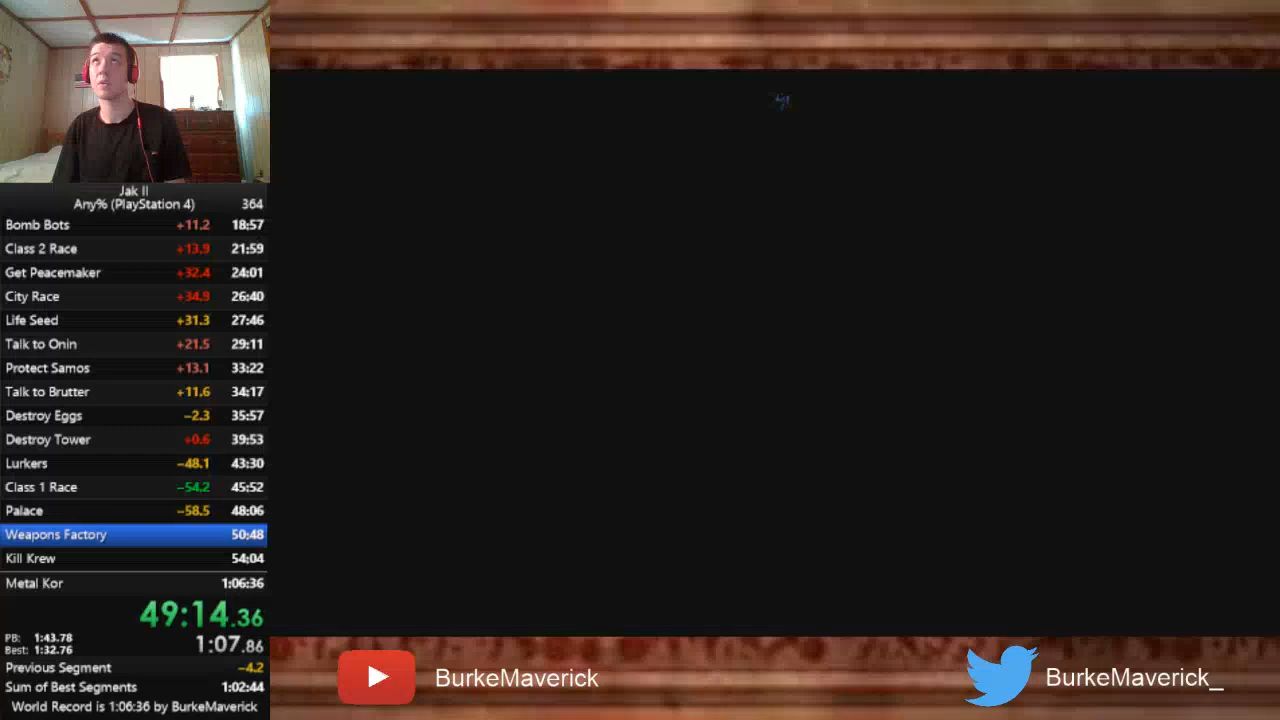 Jak II
Any% (PlayStation 4) 364
Bomb Bots +11.2 18:57
Class 2 Race +13.9 21:59
Get Peacemaker +32.4 24:01
City Race +34.9 26:40
Life Seed +31.3 27:46
Talk to Onin +21.5 29:11
Protect Samos +13.1 33:22
Talk to Brutter +11.6 34:17
Destroy Eggs −2.3 35:57
Destroy Tower +0.6 39:53
Lurkers −48.1 43:30
Class 1 Race −54.2 45:52
Palace −58.5 48:06
Weapons Factory 50:48
Kill Krew 54:04
Metal Kor 1:06:36
49:14.36
PB: 1:43.78
Best: 1:32.76
1:07.86
Previous Segment −4.2
Sum of Best Segments 1:02:44
World Record is 1:06:36 by BurkeMaverick
BurkeMaverick
BurkeMaverick_